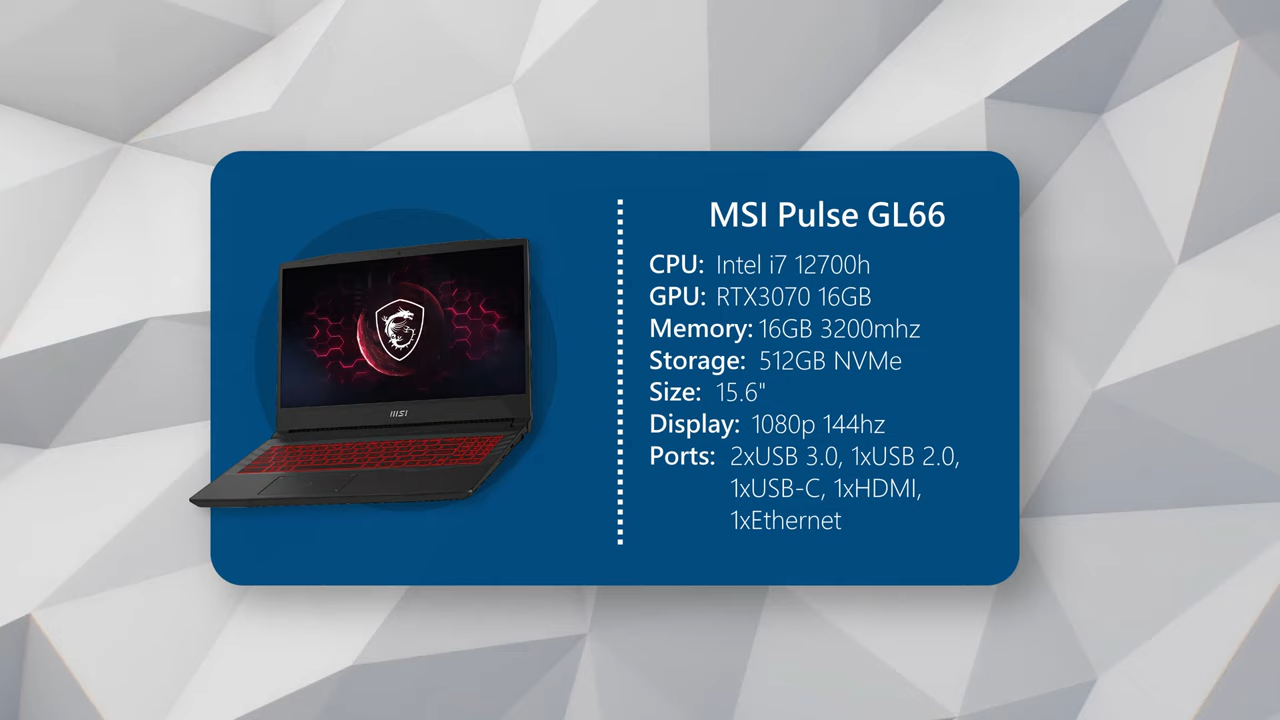 MSI Pulse GL66
CPU: Intel i7 12700h
GPU: RTX3070 16GB
Memory: 16GB 3200mhz
Storage: 512GB NVMe
Size: 15.6"
Display: 1080p 144hz
Ports: 2xUSB 3.0, 1xUSB 2.0,
1xUSB-C, 1xHDMI,
1xEthernet
msi